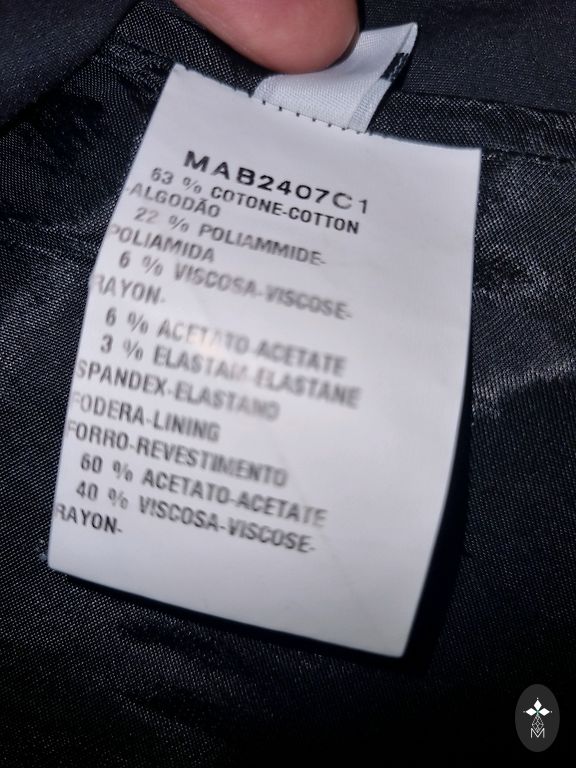 MAB2407C1
63 % COTONE-COTTON
-ALGODÃO
22 % POLIAMMIDE-
POLIAMIDA
6 % VISCOSA-VISCOSE-
RAYON-
6 % ACETATO-ACETATE
3 % ELASTAM-ELASTANE
SPANDEX-ELASTANO
FODERA-LINING
FORRO-REVESTIMENTO
60 % ACETATO-ACETATE
40 % VISCOSA-VISCOSE-
RAYON-
M